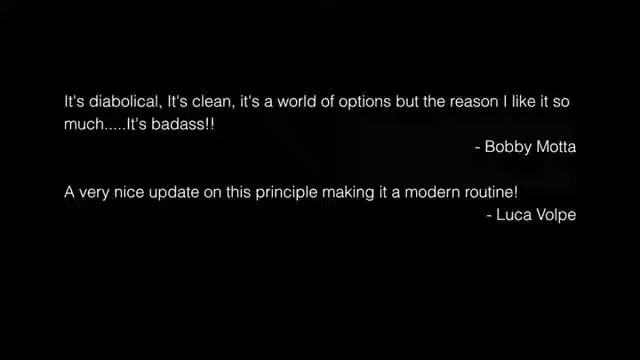 It's diabolical, It's clean, it's a world of options but the reason I like it so
much.....It's badass!!
- Bobby Motta
A very nice update on this principle making it a modern routine!
- Luca Volpe